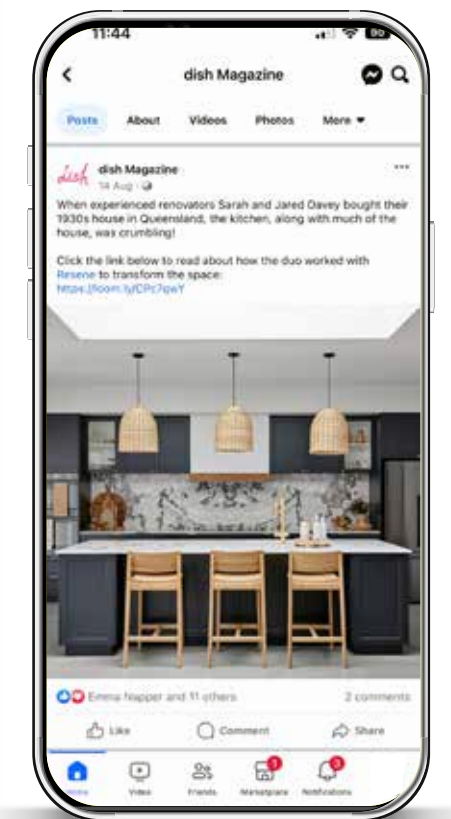 11:44
dish Magazine
Posts About Videos Photos More
dish dish Magazine
14 Aug
When experienced renovators Sarah and Jared Davey bought their
1930s house in Queensland, the kitchen, along with much of the
house, was crumbling!
Click the link below to read about how the duo worked with
Resene to transform the space:
Emma Napper and 11 others 2 comments
Like Comment Share
1 3
Home Video Friends Marketplace Notifications